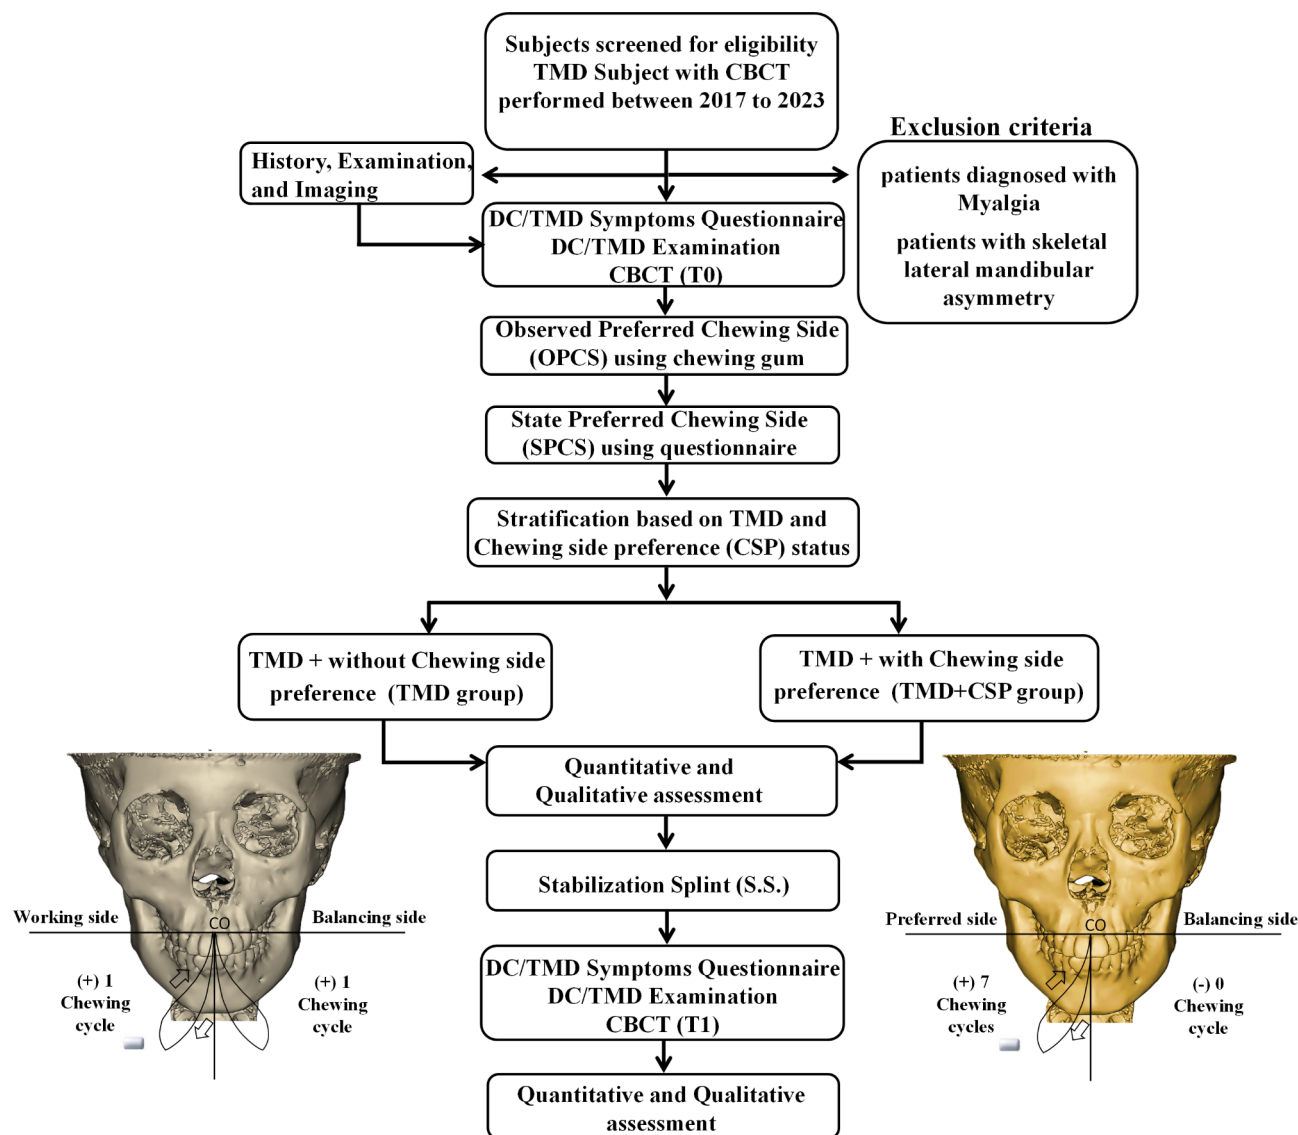 Subjects screened for eligibility
TMD Subject with CBCT
performed between 2017 to 2023
Exclusion criteria
History, Examination,
and Imaging
patients diagnosed with
Myalgia
patients with skeletal
lateral mandibular
asymmetry
DC/TMD Symptoms Questionnaire
DC/TMD Examination
CBCT (T0)
Observed Preferred Chewing Side
(OPCS) using chewing gum
State Preferred Chewing Side
(SPCS) using questionnaire
Stratification based on TMD and
Chewing side preference (CSP) status
TMD + without Chewing side
preference (TMD group)
TMD + with Chewing side
preference (TMD+CSP group)
Quantitative and
Qualitative assessment
Stabilization Splint (S.S.)
DC/TMD Symptoms Questionnaire
DC/TMD Examination
CBCT (T1)
Quantitative and Qualitative
assessment
Working side
CO
Balancing side
(+) 1
Chewing
cycle
(+) 1
Chewing
cycle
Preferred side
CO
Balancing side
(+) 7
Chewing
cycles
(-) 0
Chewing
cycle